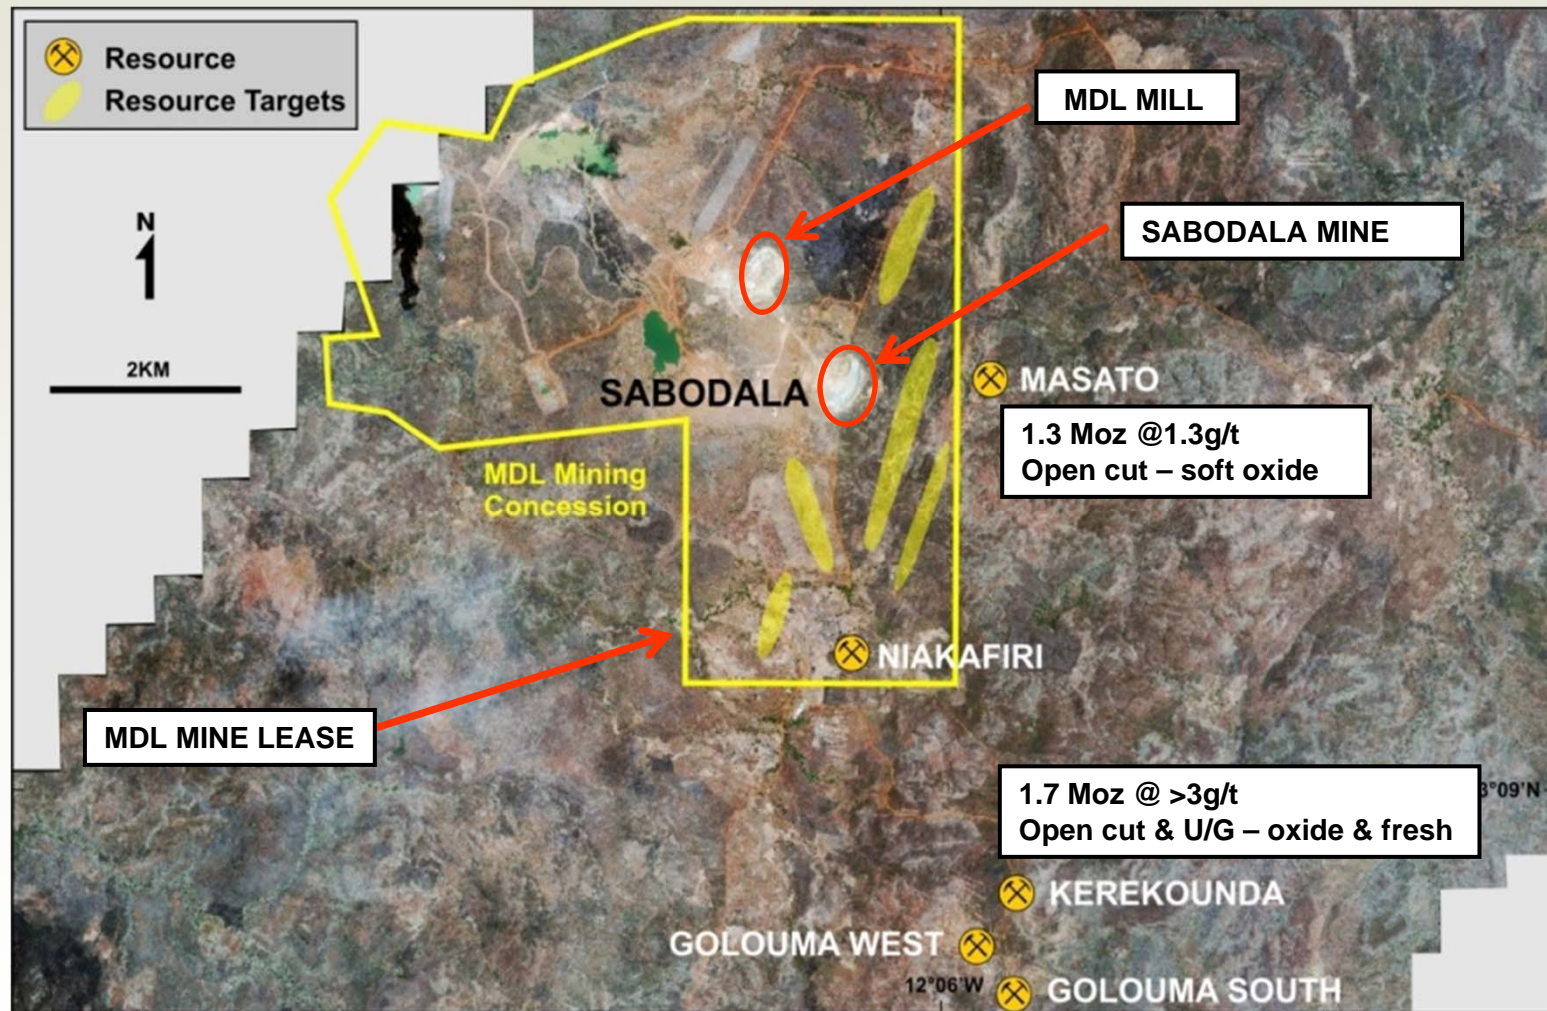 Resource
Resource Targets
MDL MILL
N
SABODALA MINE
2KM
SABODALA
MASATO
1.3 Moz @1.3g/t
Open cut – soft oxide
MDL Mining
Concession
NIAKAFIRI
MDL MINE LEASE
1.7 Moz @ >3g/t
Open cut & U/G – oxide & fresh
3°09'N
KEREKOUNDA
GOLOUMA WEST
12°06'W
GOLOUMA SOUTH